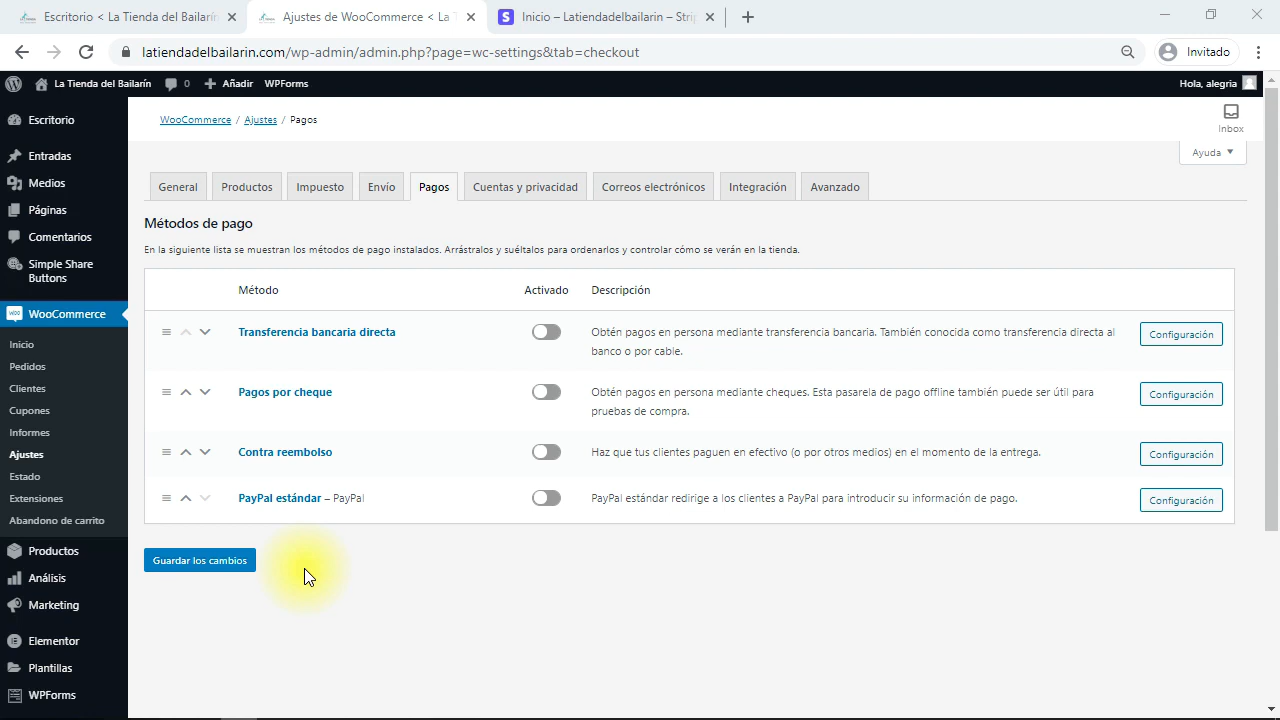 Escritorio < La Tienda del Bailarín
Ajustes de WooCommerce < La T
Inicio – Latiendadelbailarin – Strip
latiendadelbailarin.com/wp-admin/admin.php?page=wc-settings&tab=checkout
Invitado
La Tienda del Bailarín
0
Añadir
WPForms
Hola, alegria
Escritorio
Entradas
Medios
Páginas
Comentarios
Simple Share
Buttons
WooCommerce
Inicio
Pedidos
Clientes
Cupones
Informes
Ajustes
Estado
Extensiones
Abandono de carrito
Productos
Análisis
Marketing
Elementor
Plantillas
WPForms
WooCommerce / Ajustes / Pagos
Inbox
Ayuda
General
Productos
Impuesto
Envío
Pagos
Cuentas y privacidad
Correos electrónicos
Integración
Avanzado
Métodos de pago
En la siguiente lista se muestran los métodos de pago instalados. Arrástralos y suéltalos para ordenarlos y controlar cómo se verán en la tienda.
Método
Activado
Descripción
Transferencia bancaria directa
Obtén pagos en persona mediante transferencia bancaria. También conocida como transferencia directa al
banco o por cable.
Configuración
Pagos por cheque
Obtén pagos en persona mediante cheques. Esta pasarela de pago offline también puede ser útil para
pruebas de compra.
Configuración
Contra reembolso
Haz que tus clientes paguen en efectivo (o por otros medios) en el momento de la entrega.
Configuración
PayPal estándar – PayPal
PayPal estándar redirige a los clientes a PayPal para introducir su información de pago.
Configuración
Guardar los cambios